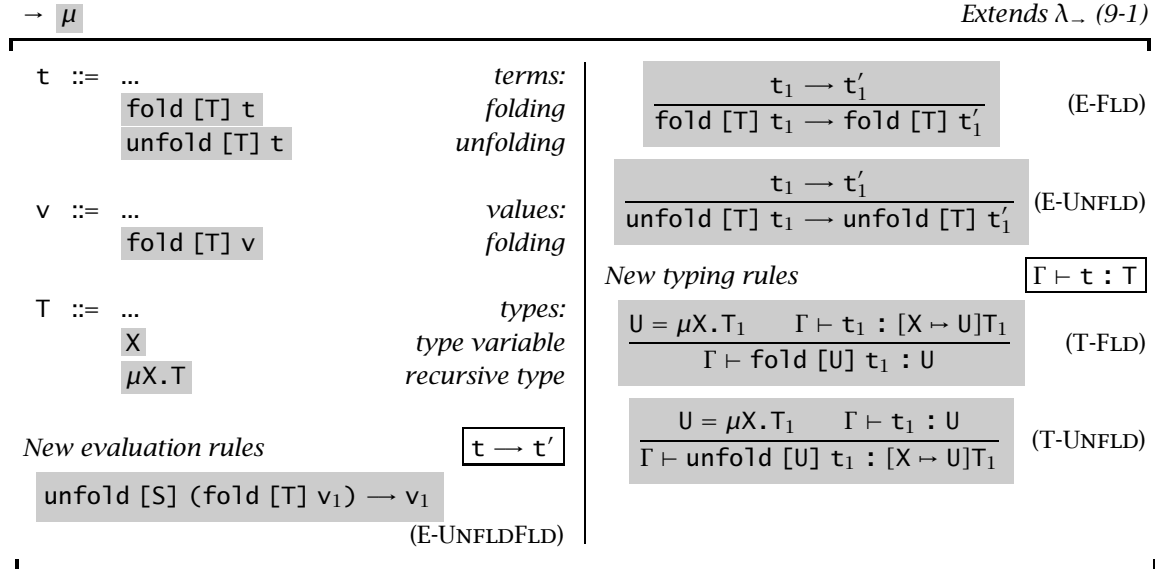 → μ Extends λ→ (9-1)
t ::= ... terms:
fold [T] t folding
unfold [T] t unfolding
v ::= ... values:
fold [T] v folding
T ::= ... types:
X type variable
μX.T recursive type
New evaluation rules t ⟶ t′
unfold [S] (fold [T] v₁) ⟶ v₁
(E-UNFLDFLD)
t₁ ⟶ t′₁
fold [T] t₁ ⟶ fold [T] t′₁
(E-FLD)
t₁ ⟶ t′₁
unfold [T] t₁ ⟶ unfold [T] t′₁
(E-UNFLD)
New typing rules Γ ⊢ t : T
U = μX.T₁ Γ ⊢ t₁ : [X ↦ U]T₁
Γ ⊢ fold [U] t₁ : U
(T-FLD)
U = μX.T₁ Γ ⊢ t₁ : U
Γ ⊢ unfold [U] t₁ : [X ↦ U]T₁
(T-UNFLD)